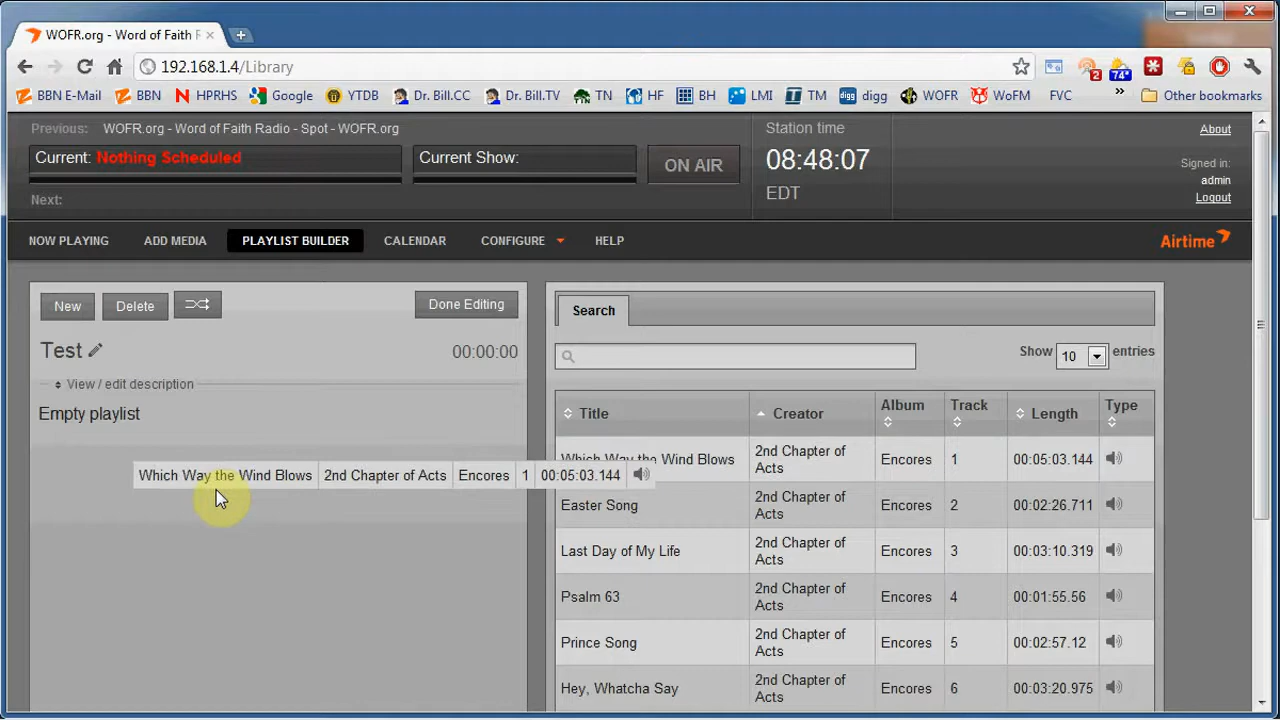 WOFR.org - Word of Faith R
192.168.1.4/Library
2
74°
BBN E-Mail BBN HPRHS Google YTDB Dr. Bill.CC Dr. Bill.TV TN HF BH LMI TM digg WOFR WoFM FVC » Other bookmarks
Previous: WOFR.org - Word of Faith Radio - Spot - WOFR.org
Station time
About
Current: Nothing Scheduled
Current Show:
ON AIR
08:48:07
EDT
Signed in:
admin
Logout
Next:
NOW PLAYING ADD MEDIA PLAYLIST BUILDER CALENDAR CONFIGURE HELP
Airtime
New Delete Done Editing
Test 00:00:00
View / edit description
Empty playlist
Which Way the Wind Blows 2nd Chapter of Acts Encores 1 00:05:03.144
Search
Show 10 entries
Title Creator Album Track Length Type
Which Way the Wind Blows 2nd Chapter of Acts Encores 1 00:05:03.144
Easter Song 2nd Chapter of Acts Encores 2 00:02:26.711
Last Day of My Life 2nd Chapter of Acts Encores 3 00:03:10.319
Psalm 63 2nd Chapter of Acts Encores 4 00:01:55.56
Prince Song 2nd Chapter of Acts Encores 5 00:02:57.12
Hey, Whatcha Say 2nd Chapter of Acts Encores 6 00:03:20.975